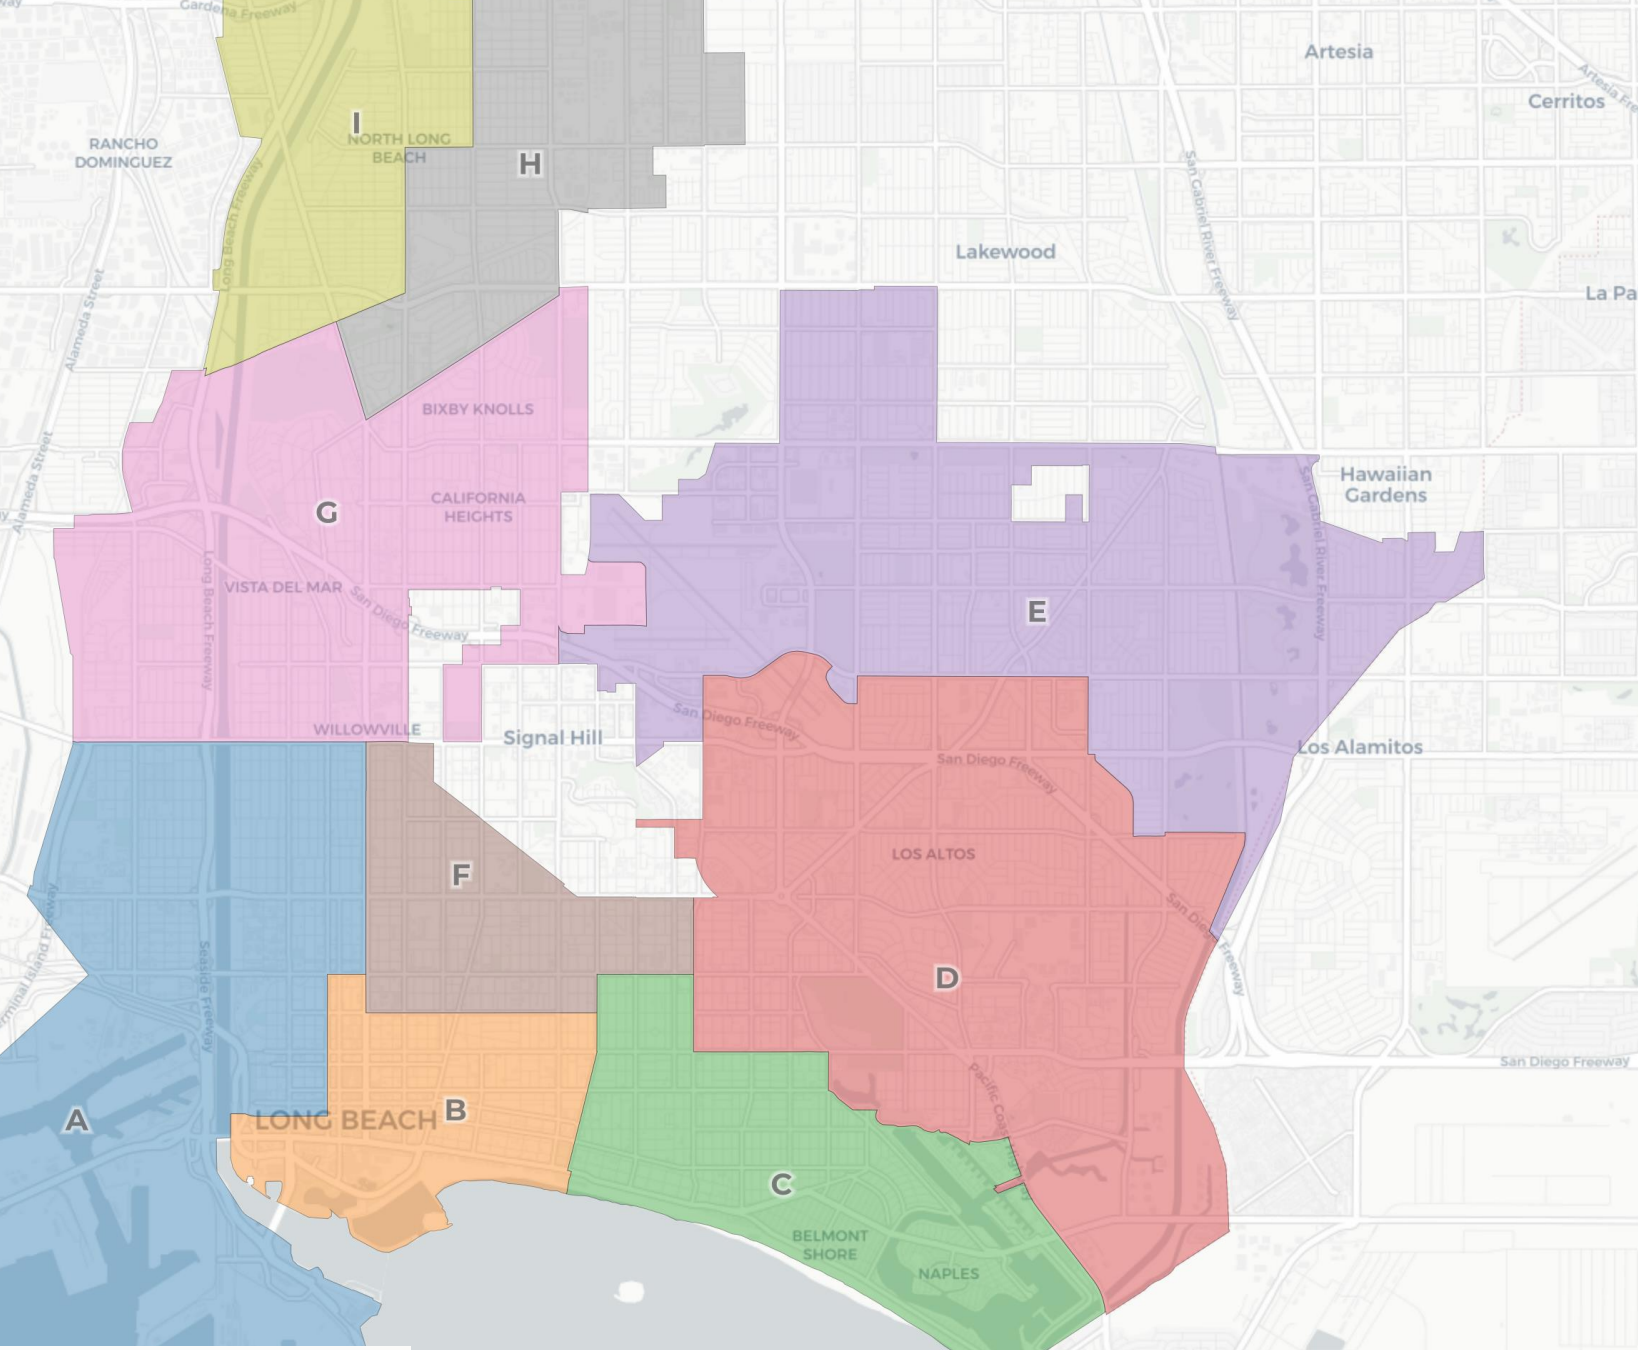 Gardena Freeway
Artesia
Artesia Fre
Cerritos
I
NORTH LONG
BEACH
RANCHO
DOMINGUEZ
H
Long Beach Freeway
San Gabriel River Freeway
Lakewood
La Pa
Alameda Street
BIXBY KNOLLS
Alameda Street
Hawaiian
Gardens
CALIFORNIA
HEIGHTS
G
San Gabriel River Freeway
VISTA DEL MAR
Long Beach Freeway
San Diego Freeway
E
WILLOWVILLE
Signal Hill
San Diego Freeway
San Diego Freeway
Los Alamitos
LOS ALTOS
F
San Diego Freeway
Seaside Freeway
erminal Island Freeway
D
San Diego Freeway
Pacific Coast High
A
LONG BEACH
B
C
BELMONT
SHORE
NAPLES